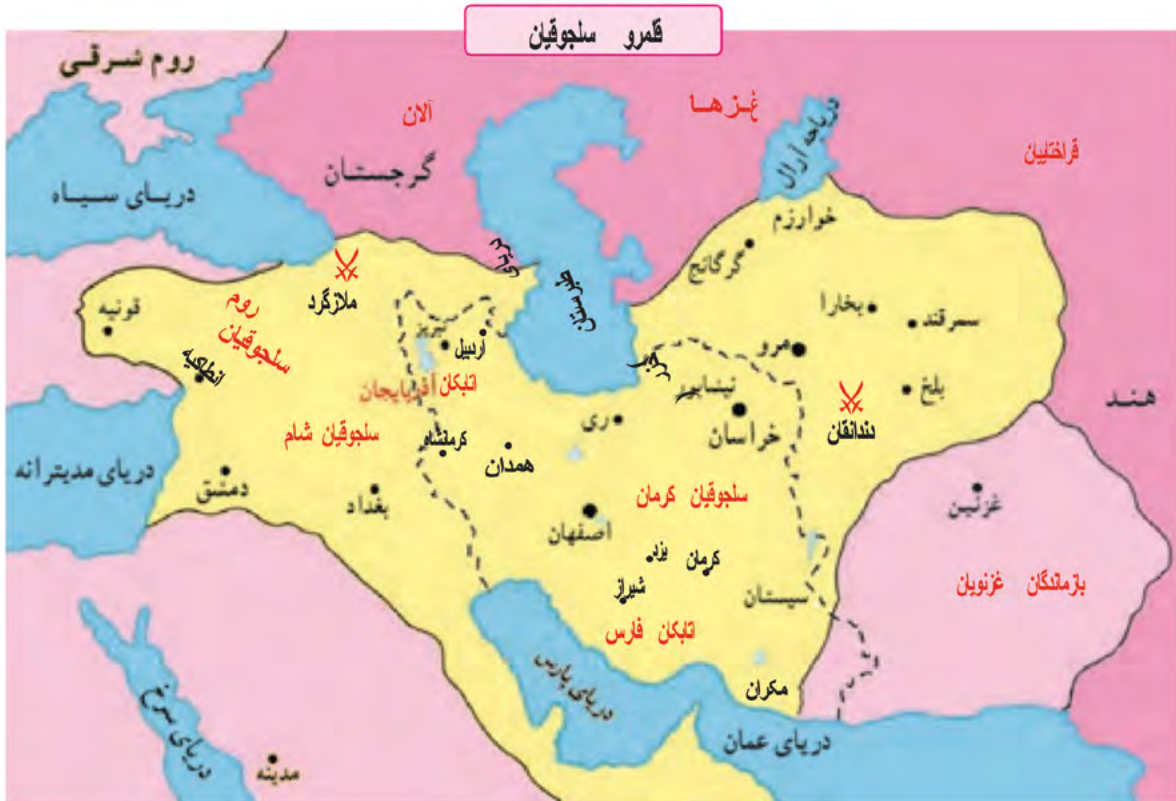 قلمرو سلجوقیان
روم شرقی
آلان
غزها
دریاچه آرال
قراختاییان
گرجستان
دریای سیاه
خوارزم
گرگانج
دریای
طبرستان
خزر
ملازگرد
قونیه
روم
سلجوقیان
انطاکیه
تبریز
اردبیل
بخارا
سمرقند
مرو
نیشابور
بلخ
هند
اتابکان آذربایجان
خراسان
دندانقان
ری
سلجوقیان شام
کرمانشاه
همدان
دریای مدیترانه
دمشق
بغداد
سلجوقیان کرمان
اصفهان
غزنین
یزد
کرمان
شیراز
سیستان
بازماندگان غزنویان
اتابکان فارس
مکران
دریای پارس
دریای عمان
دریای سرخ
مدینه